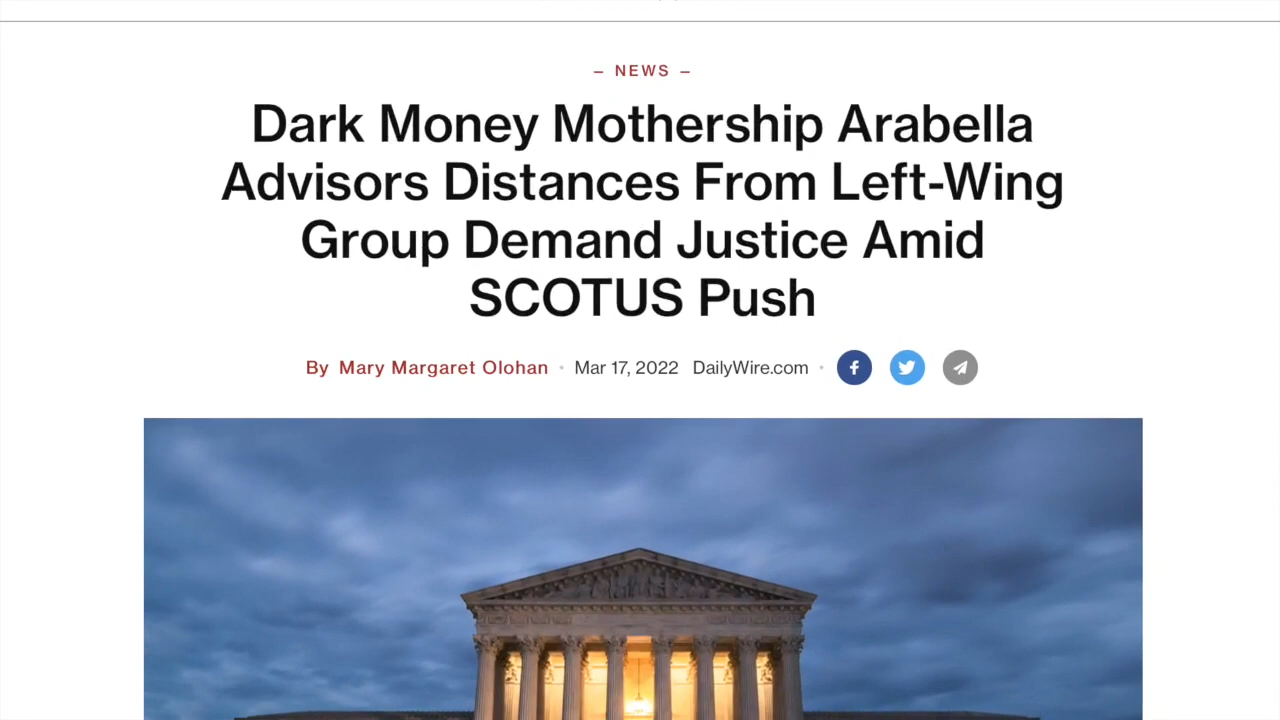 – NEWS –
Dark Money Mothership Arabella
Advisors Distances From Left-Wing
Group Demand Justice Amid
SCOTUS Push
By Mary Margaret Olohan • Mar 17, 2022 DailyWire.com •